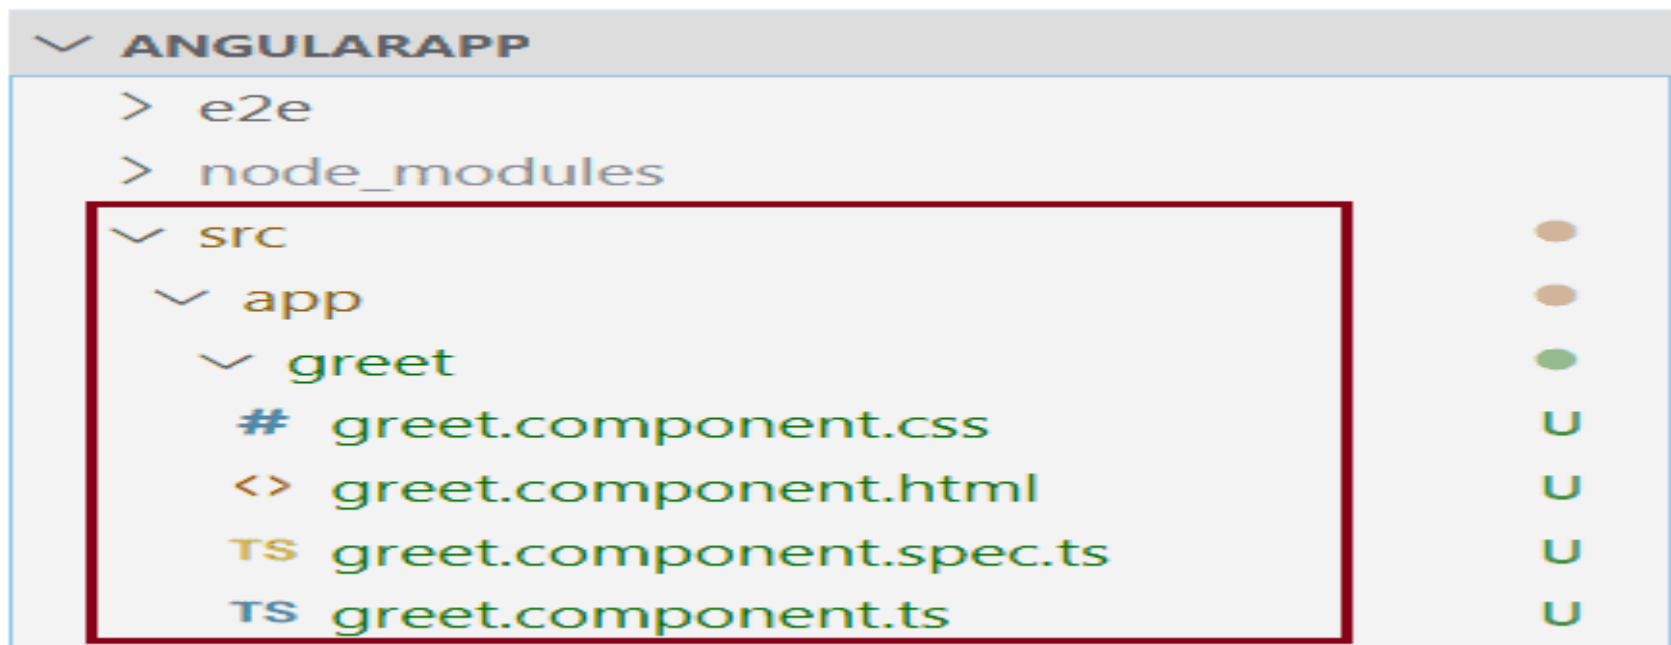 ANGULARAPP
e2e
node_modules
src
app
greet
# greet.component.css U
<> greet.component.html U
TS greet.component.spec.ts U
TS greet.component.ts U